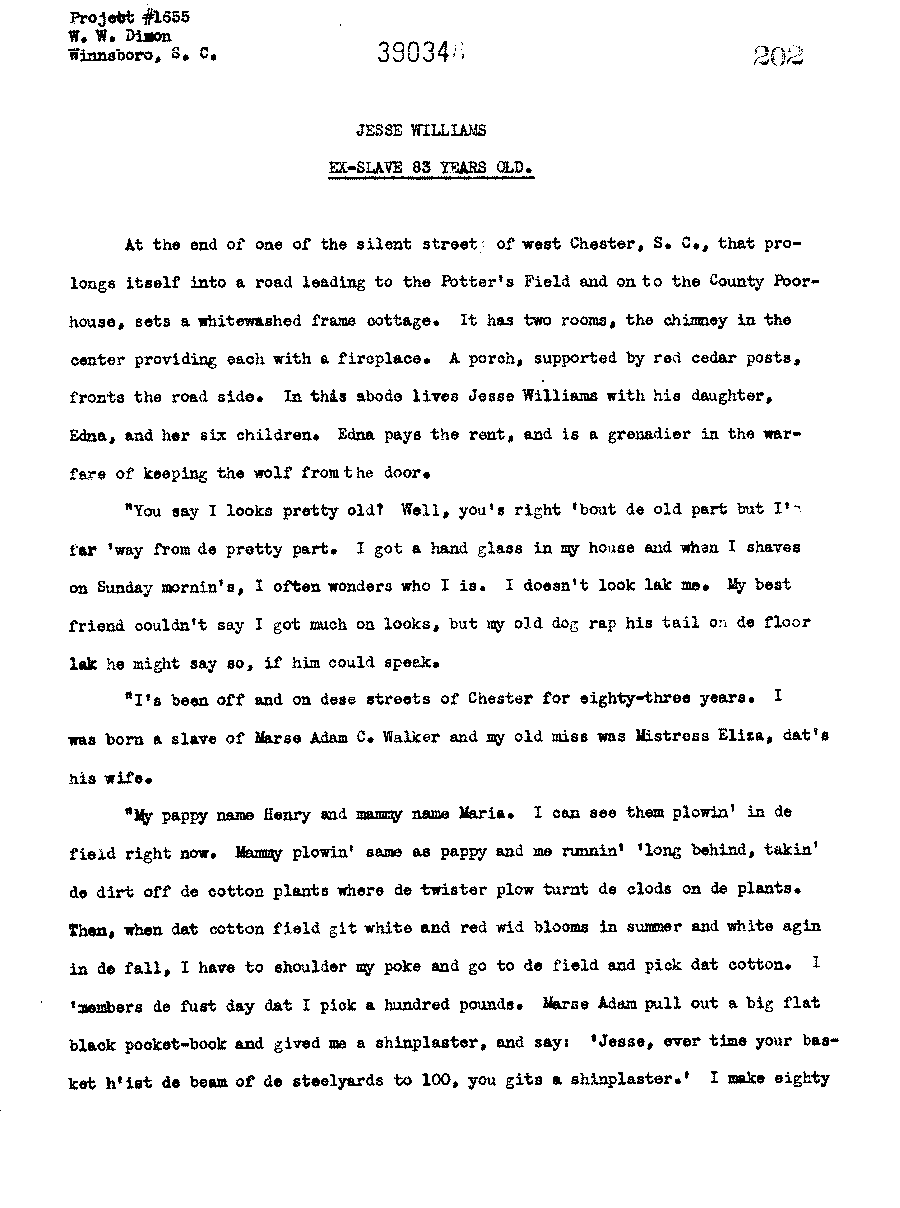 Project #1655
W. W. Dixon
Winnsboro, S. C.
390346
202
JESSE WILLIAMS
EX-SLAVE 83 YEARS OLD.
At the end of one of the silent street of west Chester, S. C., that pro-
longs itself into a road leading to the Potter's Field and on to the County Poor-
house, sets a whitewashed frame cottage. It has two rooms, the chimney in the
center providing each with a fireplace. A porch, supported by red cedar posts,
fronts the road side. In this abode lives Jesse Williams with his daughter,
Edna, and her six children. Edna pays the rent, and is a grenadier in the war-
fare of keeping the wolf from the door.
"You say I looks pretty old? Well, you's right 'bout de old part but I's
far 'way from de pretty part. I got a hand glass in my house and when I shaves
on Sunday mornin's, I often wonders who I is. I doesn't look lak me. My best
friend couldn't say I got much on looks, but my old dog rap his tail on de floor
lak he might say so, if him could speek.
"I's been off and on dese streets of Chester for eighty-three years. I
was born a slave of Marse Adam C. Walker and my old miss was Mistress Eliza, dat's
his wife.
"My pappy name Henry and mammy name Maria. I can see them plowin' in de
field right now. Mammy plowin' same as pappy and me runnin' 'long behind, takin'
de dirt off de cotton plants where de twister plow turnt de clods on de plants.
Then, when dat cotton field git white and red wid blooms in summer and white agin
in de fall, I have to shoulder my poke and go to de field and pick dat cotton. I
'members de fust day dat I pick a hundred pounds. Marse Adam pull out a big flat
black pocket-book and gived me a shinplaster, and say: 'Jesse, ever time your bas-
ket h'ist de beam of de steelyards to 100, you gits a shinplaster.' I make eighty